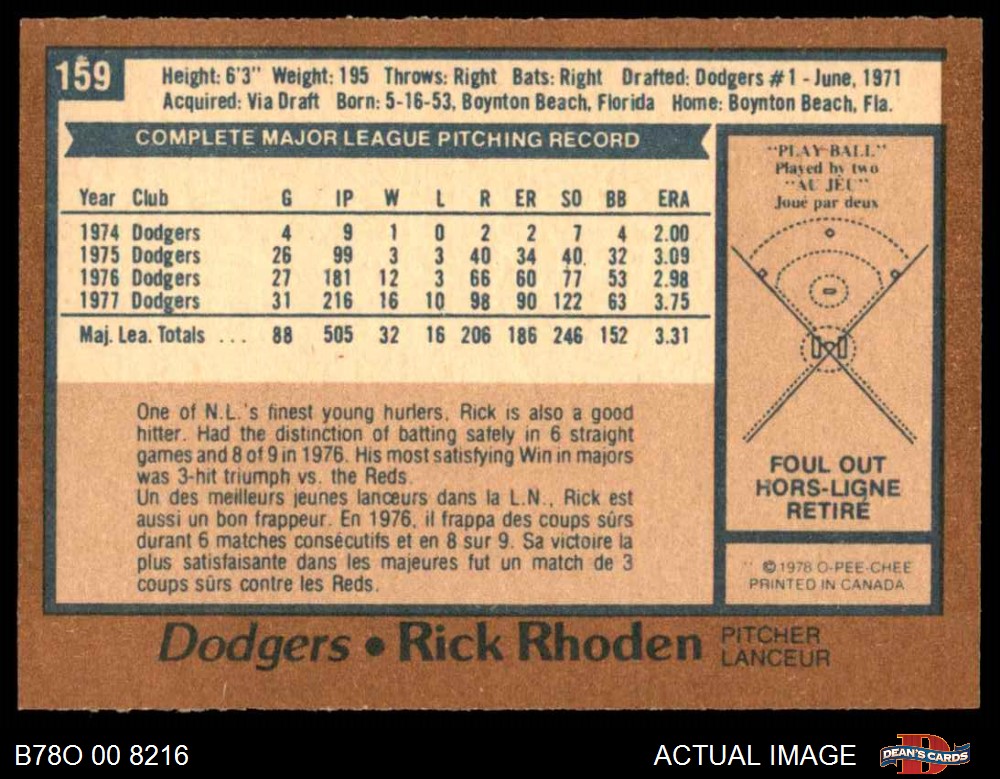 159
Height: 6'3" Weight: 195 Throws: Right Bats: Right Drafted: Dodgers #1 - June, 1971
Acquired: Via Draft Born: 5-16-53, Boynton Beach, Florida Home: Boynton Beach, Fla.
COMPLETE MAJOR LEAGUE PITCHING RECORD
Year Club G IP W L R ER SO BB ERA
1974 Dodgers 4 9 1 0 2 2 7 4 2.00
1975 Dodgers 26 99 3 3 40 34 40 32 3.09
1976 Dodgers 27 181 12 3 66 60 77 53 2.98
1977 Dodgers 31 216 16 10 98 90 122 63 3.75
Maj. Lea. Totals ... 88 505 32 16 206 186 246 152 3.31
One of N.L.'s finest young hurlers, Rick is also a good
hitter. Had the distinction of batting safely in 6 straight
games and 8 of 9 in 1976. His most satisfying Win in majors
was 3-hit triumph vs. the Reds.
Un des meilleurs jeunes lanceurs dans la L.N., Rick est
aussi un bon frappeur. En 1976, il frappa des coups sûrs
durant 6 matches consécutifs et en 8 sur 9. Sa victoire la
plus satisfaisante dans les majeures fut un match de 3
coups sûrs contre les Reds.
"PLAY BALL"
Played by two
"AU JEU"
Joué par deux
FOUL OUT
HORS-LIGNE
RETIRÉ
©1978 O-PEE-CHEE
PRINTED IN CANADA
Dodgers • Rick Rhoden PITCHER
LANCEUR
B78O 00 8216
ACTUAL IMAGE
DEAN'S CARDS